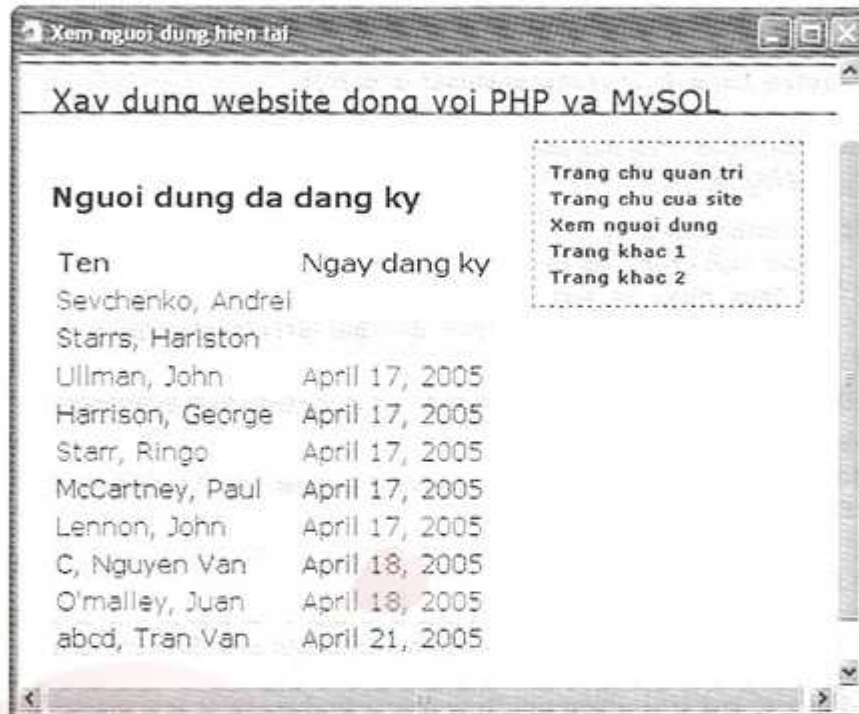 Xem nguoi dung hien tai
Xay dung website dong voi PHP va MySQL
Nguoi dung da dang ky
Ten Ngay dang ky
Sevchenko, Andrei
Starrs, Harlston
Ullman, John April 17, 2005
Harrison, George April 17, 2005
Starr, Ringo April 17, 2005
McCartney, Paul April 17, 2005
Lennon, John April 17, 2005
C, Nguyen Van April 18, 2005
O'malley, Juan April 18, 2005
abcd, Tran Van April 21, 2005
Trang chu quan tri
Trang chu cua site
Xem nguoi dung
Trang khac 1
Trang khac 2